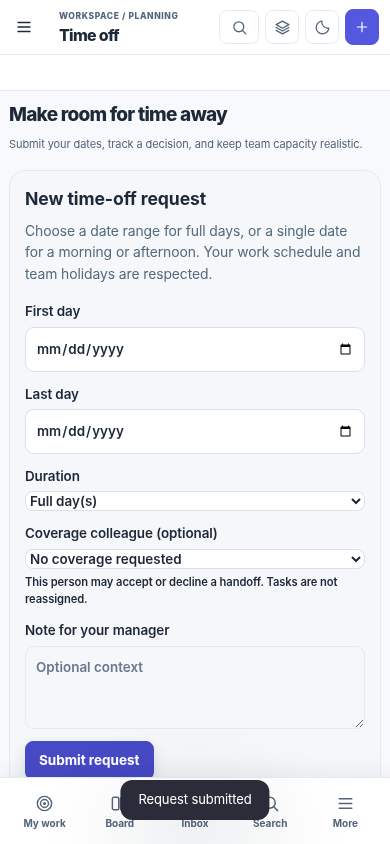 WORKSPACE / PLANNING
Time off
Make room for time away
Submit your dates, track a decision, and keep team capacity realistic.
New time-off request
Choose a date range for full days, or a single date
for a morning or afternoon. Your work schedule and
team holidays are respected.
First day
mm/dd/yyyy
Last day
mm/dd/yyyy
Duration
Full day(s)
Coverage colleague (optional)
No coverage requested
This person may accept or decline a handoff. Tasks are not
reassigned.
Note for your manager
Optional context
Submit request
Request submitted
My work
Board
Inbox
Search
More